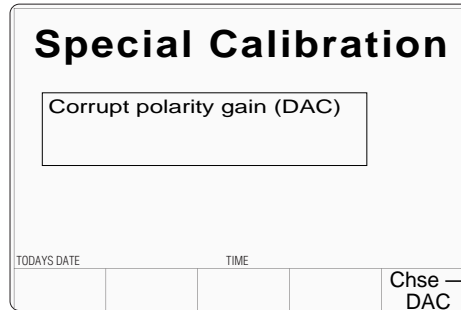 Special Calibration
Corrupt polarity gain (DAC)
TODAYS DATE TIME
Chse —
DAC